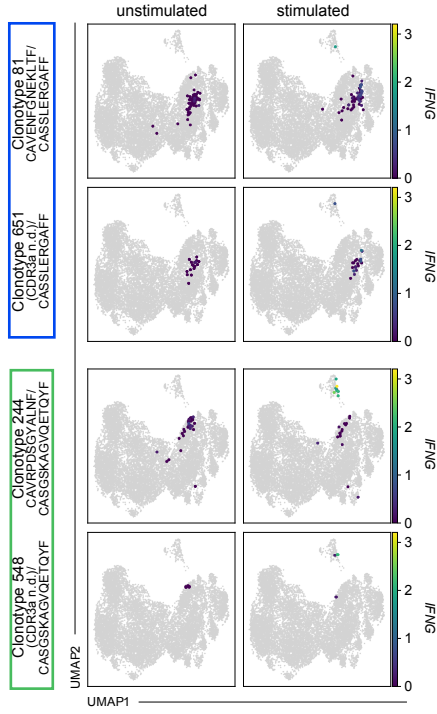 unstimulated
stimulated
Clonotype 81
CAVENFGNEKLTF/
CASSLERGAFF
3
2
1
0
IFNG
Clonotype 651
(CDR3a n.d.)/
CASSLERGAFF
3
2
1
0
IFNG
Clonotype 244
CAVRPDSGYALNF/
CASGSKAGVQETQYF
3
2
1
0
IFNG
Clonotype 548
(CDR3a n.d.)/
CASGSKAGVQETQYF
3
2
1
0
IFNG
UMAP2
UMAP1